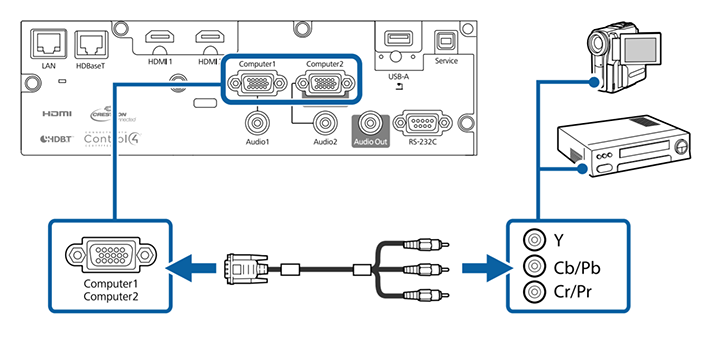 LAN
HDBaseT
HDMI 1
HDMI 2
Computer1
Computer2
USB-A
Service
HDMI
CRESTRON
HDBT
Control4
Audio1
Audio2
Audio Out
RS-232C
Computer1
Computer2
Y
Cb/Pb
Cr/Pr